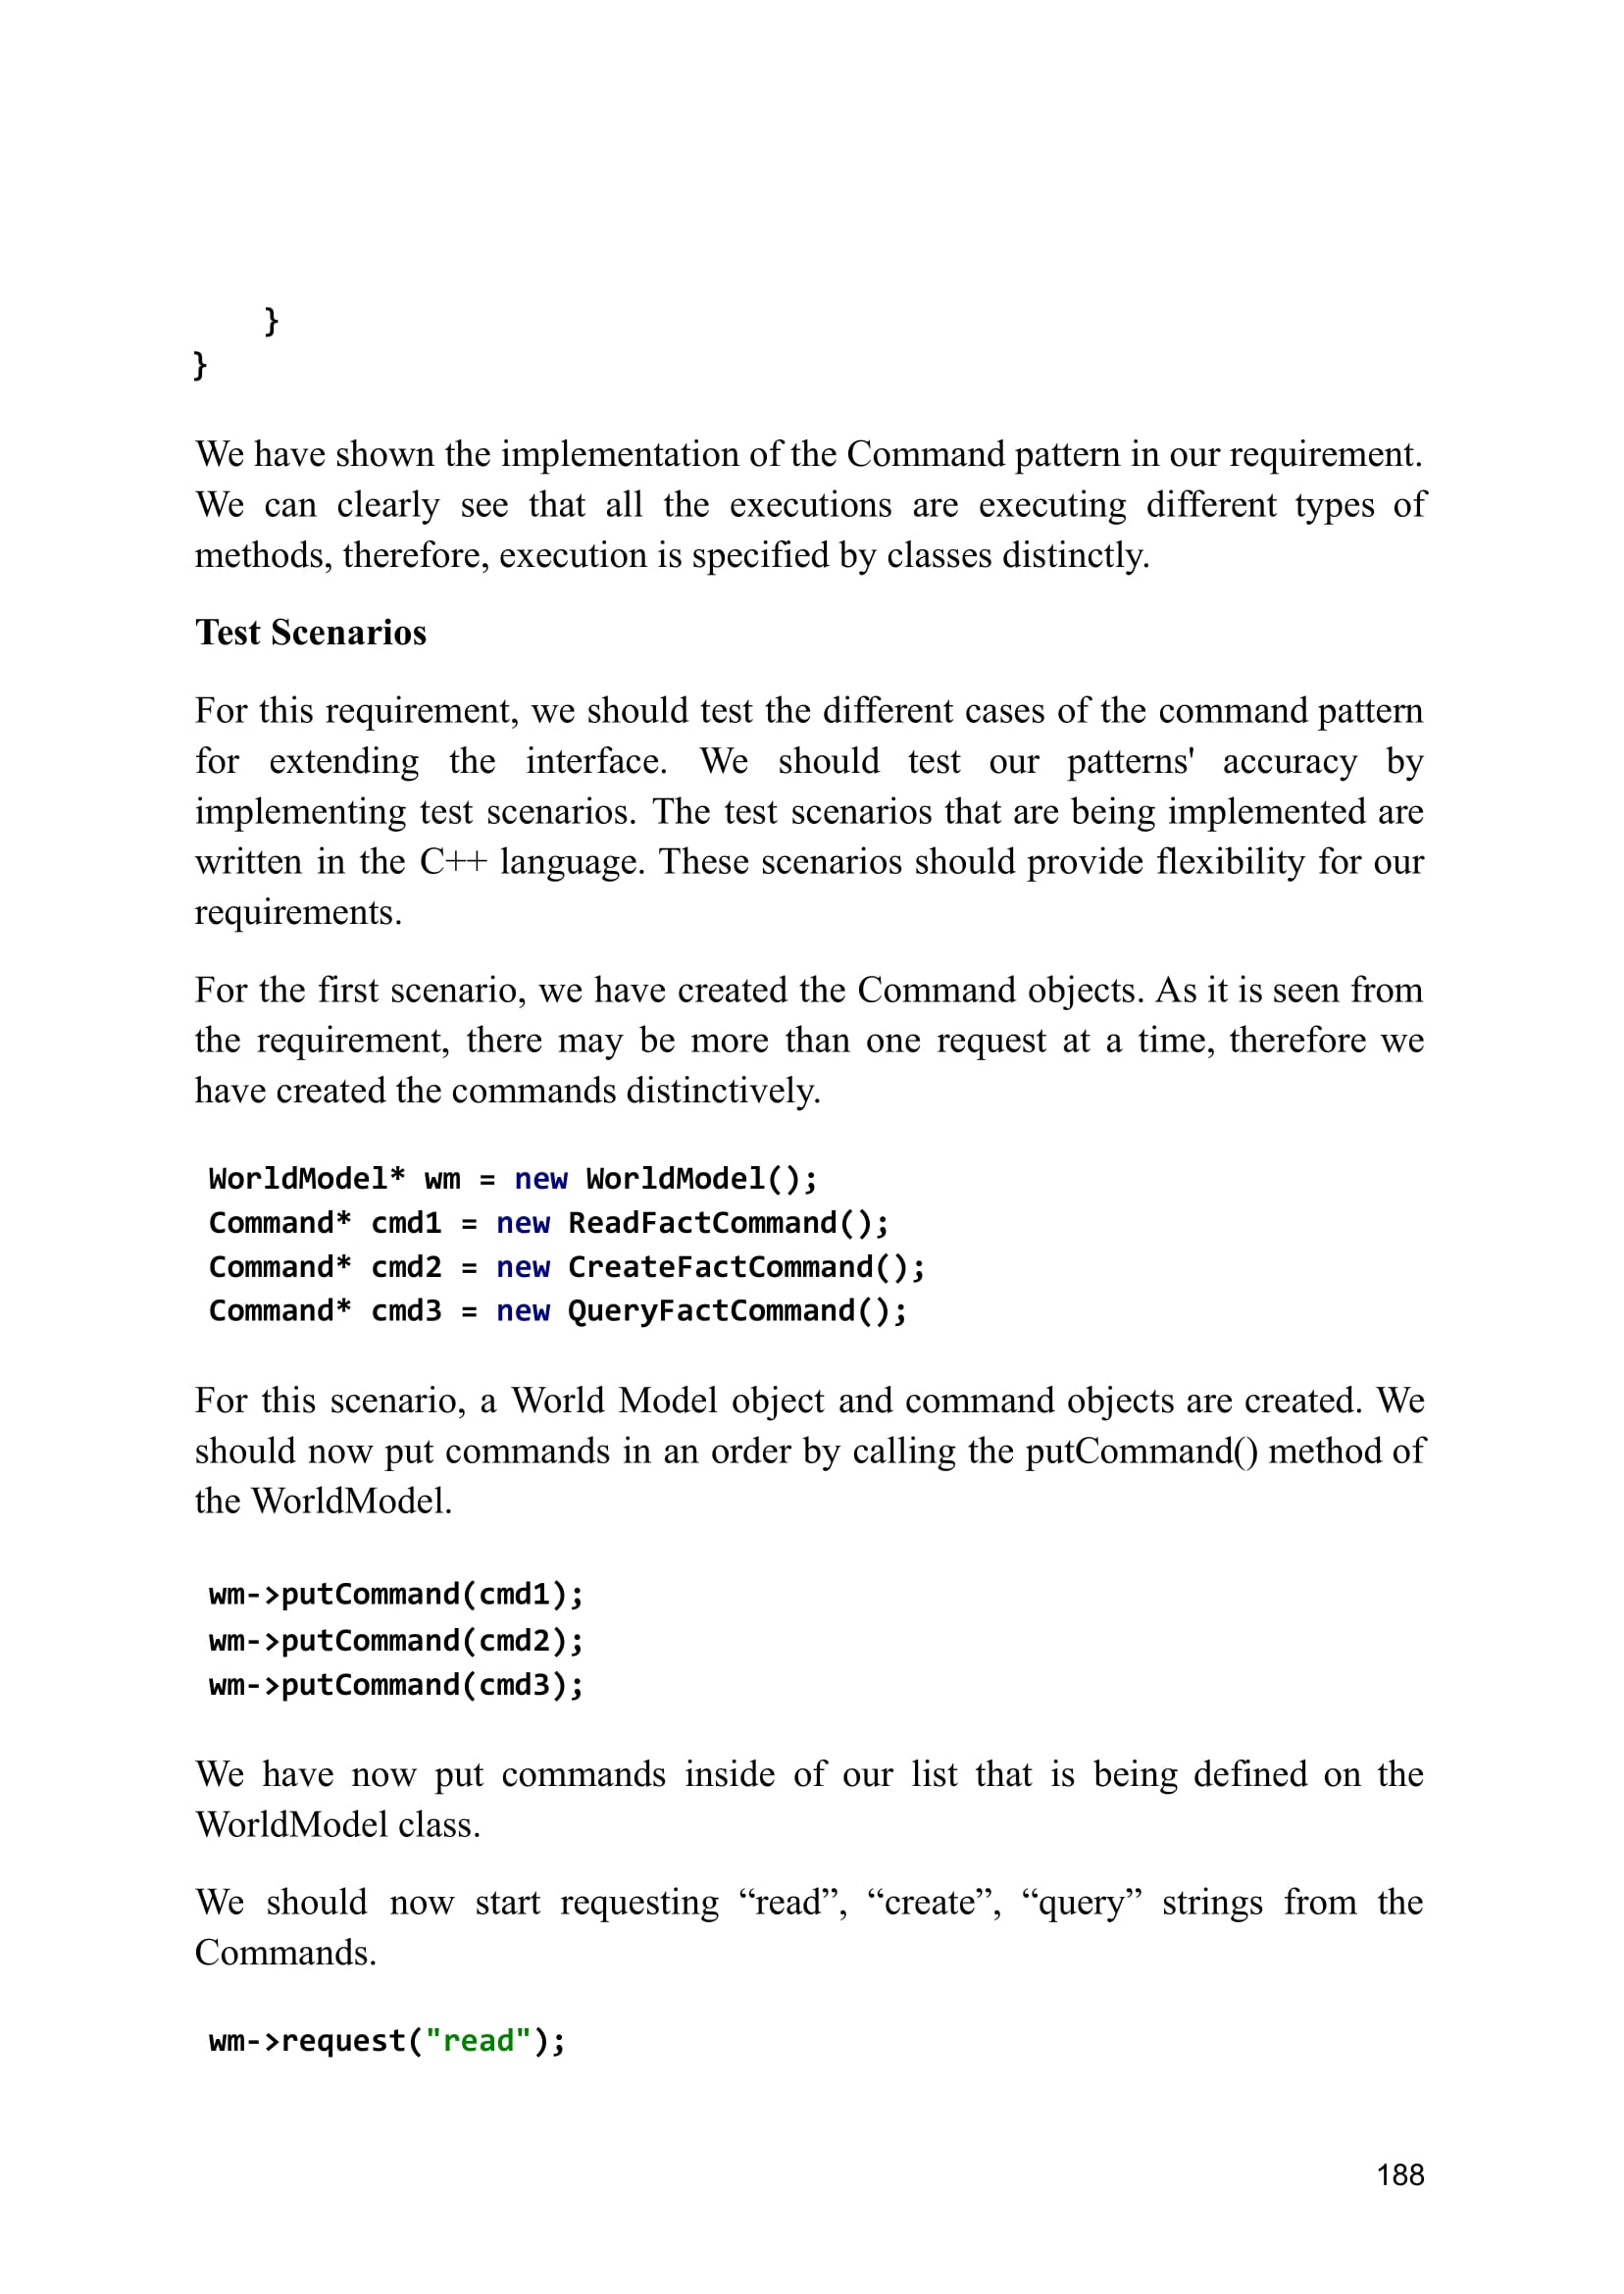 }
}
We have shown the implementation of the Command pattern in our requirement.
We can clearly see that all the executions are executing different types of
methods, therefore, execution is specified by classes distinctly.
Test Scenarios
For this requirement, we should test the different cases of the command pattern
for extending the interface. We should test our patterns' accuracy by
implementing test scenarios. The test scenarios that are being implemented are
written in the C++ language. These scenarios should provide flexibility for our
requirements.
For the first scenario, we have created the Command objects. As it is seen from
the requirement, there may be more than one request at a time, therefore we
have created the commands distinctively.
WorldModel* wm = new WorldModel();
Command* cmd1 = new ReadFactCommand();
Command* cmd2 = new CreateFactCommand();
Command* cmd3 = new QueryFactCommand();
For this scenario, a World Model object and command objects are created. We
should now put commands in an order by calling the putCommand() method of
the WorldModel.
wm->putCommand(cmd1);
wm->putCommand(cmd2);
wm->putCommand(cmd3);
We have now put commands inside of our list that is being defined on the
WorldModel class.
We should now start requesting “read”, “create”, “query” strings from the
Commands.
wm->request("read");
188